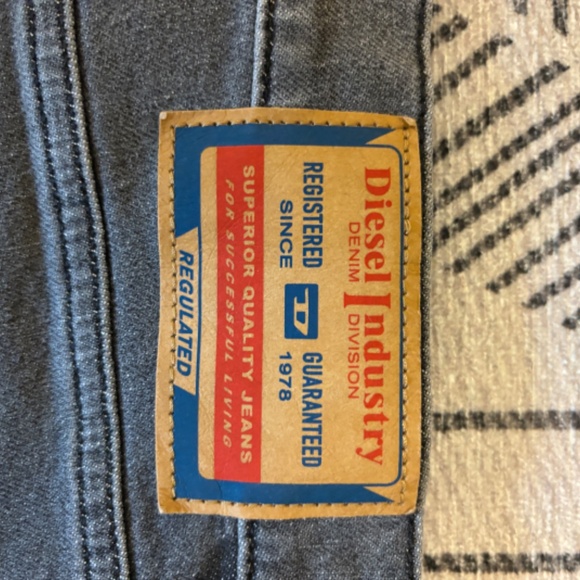 Diesel Industry
DENIM DIVISION
REGISTERED D GUARANTEED
SINCE 1978
SUPERIOR QUALITY JEANS
FOR SUCCESSFUL LIVING
REGULATED